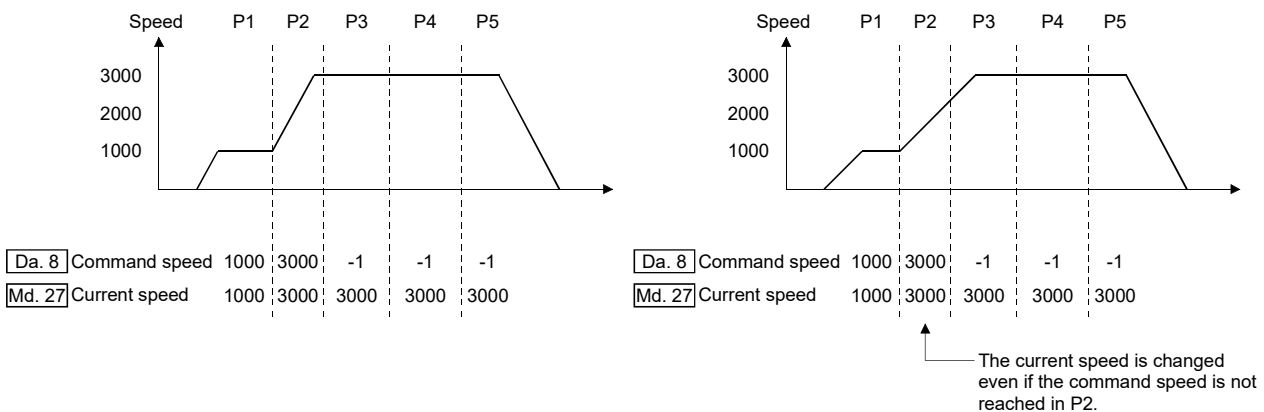 Speed P1 P2 P3 P4 P5
3000
2000
1000
Da. 8 Command speed 1000 3000 -1 -1 -1
Md. 27 Current speed 1000 3000 3000 3000 3000
Speed P1 P2 P3 P4 P5
3000
2000
1000
Da. 8 Command speed 1000 3000 -1 -1 -1
Md. 27 Current speed 1000 3000 3000 3000 3000
The current speed is changed
even if the command speed is not
reached in P2.